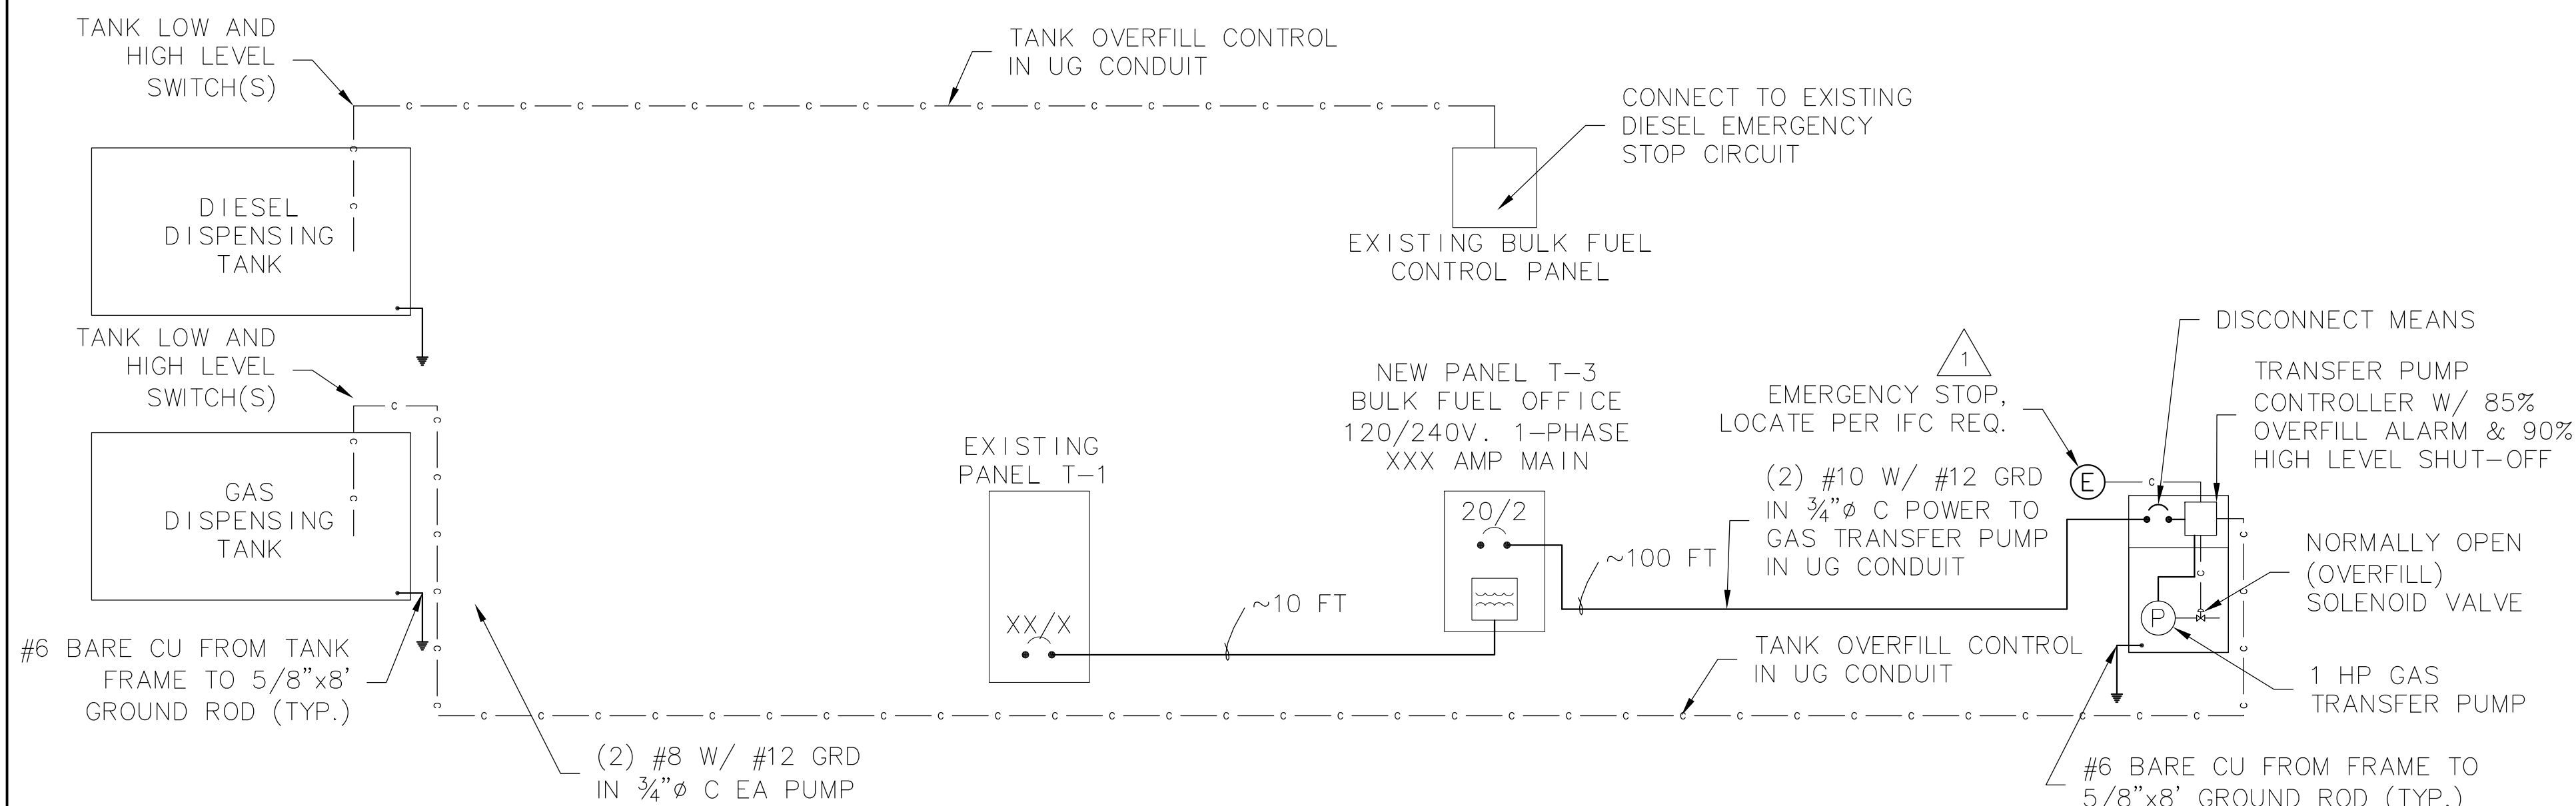 TANK LOW AND
HIGH LEVEL
SWITCH(S)
TANK OVERFILL CONTROL
IN UG CONDUIT
CONNECT TO EXISTING
DIESEL EMERGENCY
STOP CIRCUIT
DIESEL
DISPENSING
TANK
EXISTING BULK FUEL
CONTROL PANEL
TANK LOW AND
HIGH LEVEL
SWITCH(S)
GAS
DISPENSING
TANK
#6 BARE CU FROM TANK
FRAME TO 5/8"x8'
GROUND ROD (TYP.)
(2) #8 W/ #12 GRD
IN ¾"ø C EA PUMP
EXISTING
PANEL T-1
XX/X
~10 FT
NEW PANEL T-3
BULK FUEL OFFICE
120/240V. 1-PHASE
XXX AMP MAIN
20/2
~100 FT
1
EMERGENCY STOP,
LOCATE PER IFC REQ.
E
(2) #10 W/ #12 GRD
IN ¾"ø C POWER TO
GAS TRANSFER PUMP
IN UG CONDUIT
TANK OVERFILL CONTROL
IN UG CONDUIT
DISCONNECT MEANS
TRANSFER PUMP
CONTROLLER W/ 85%
OVERFILL ALARM & 90%
HIGH LEVEL SHUT-OFF
NORMALLY OPEN
(OVERFILL)
SOLENOID VALVE
P
1 HP GAS
TRANSFER PUMP
#6 BARE CU FROM FRAME TO
5/8"x8' GROUND ROD (TYP.)